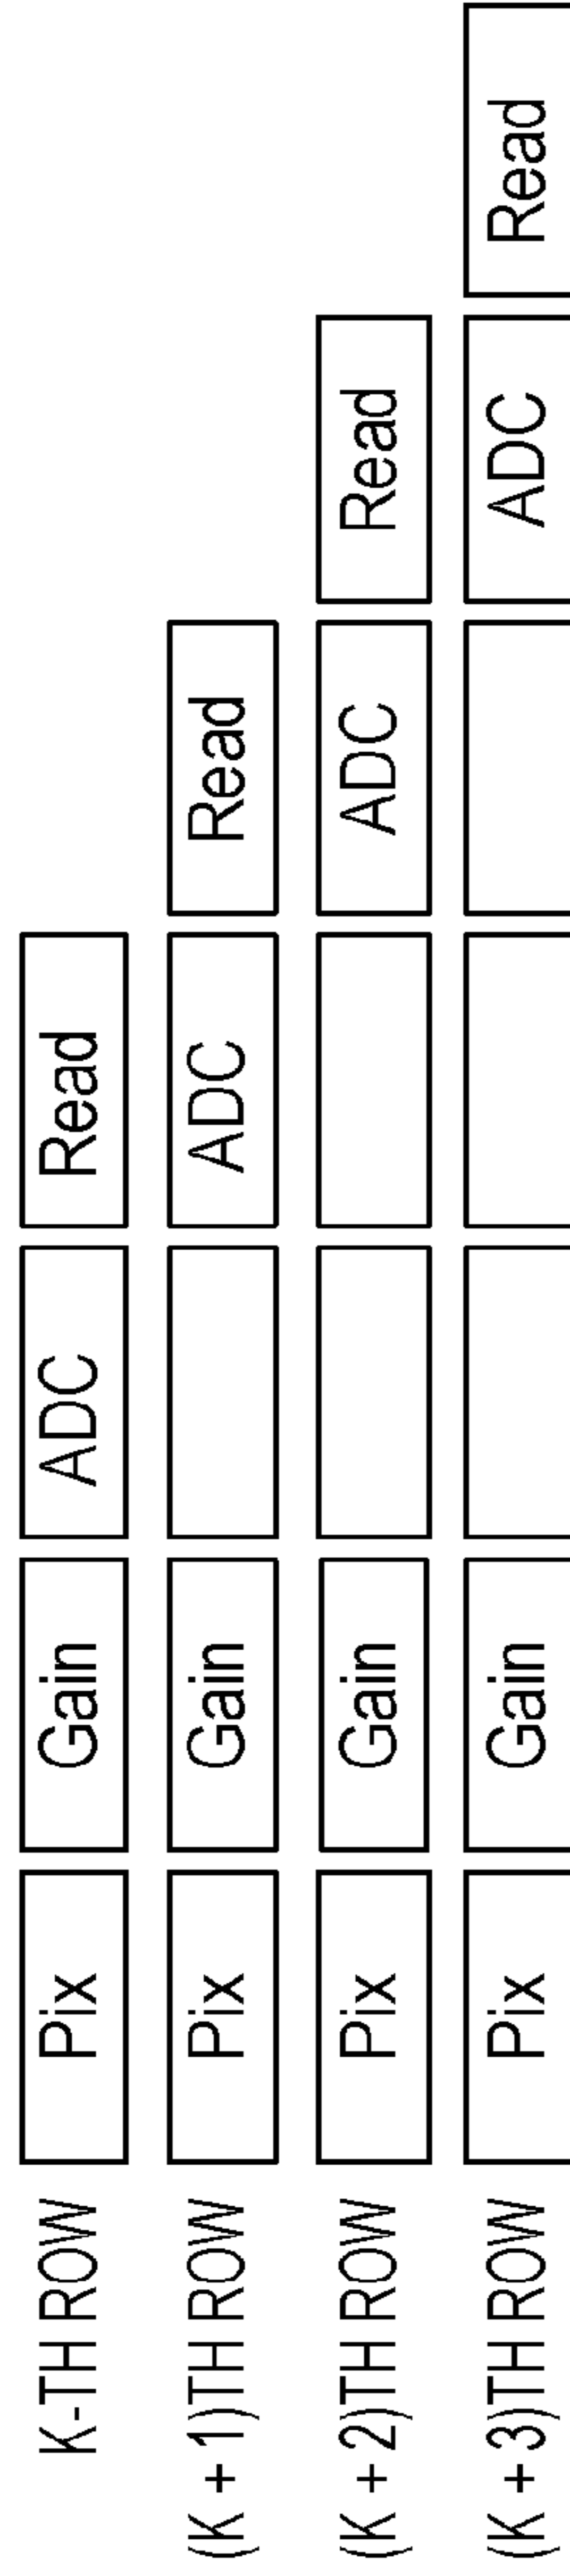 K-TH ROW Pix Gain ADC Read
(K + 1)TH ROW Pix Gain ADC Read
(K + 2)TH ROW Pix Gain ADC Read
(K + 3)TH ROW Pix Gain ADC Read